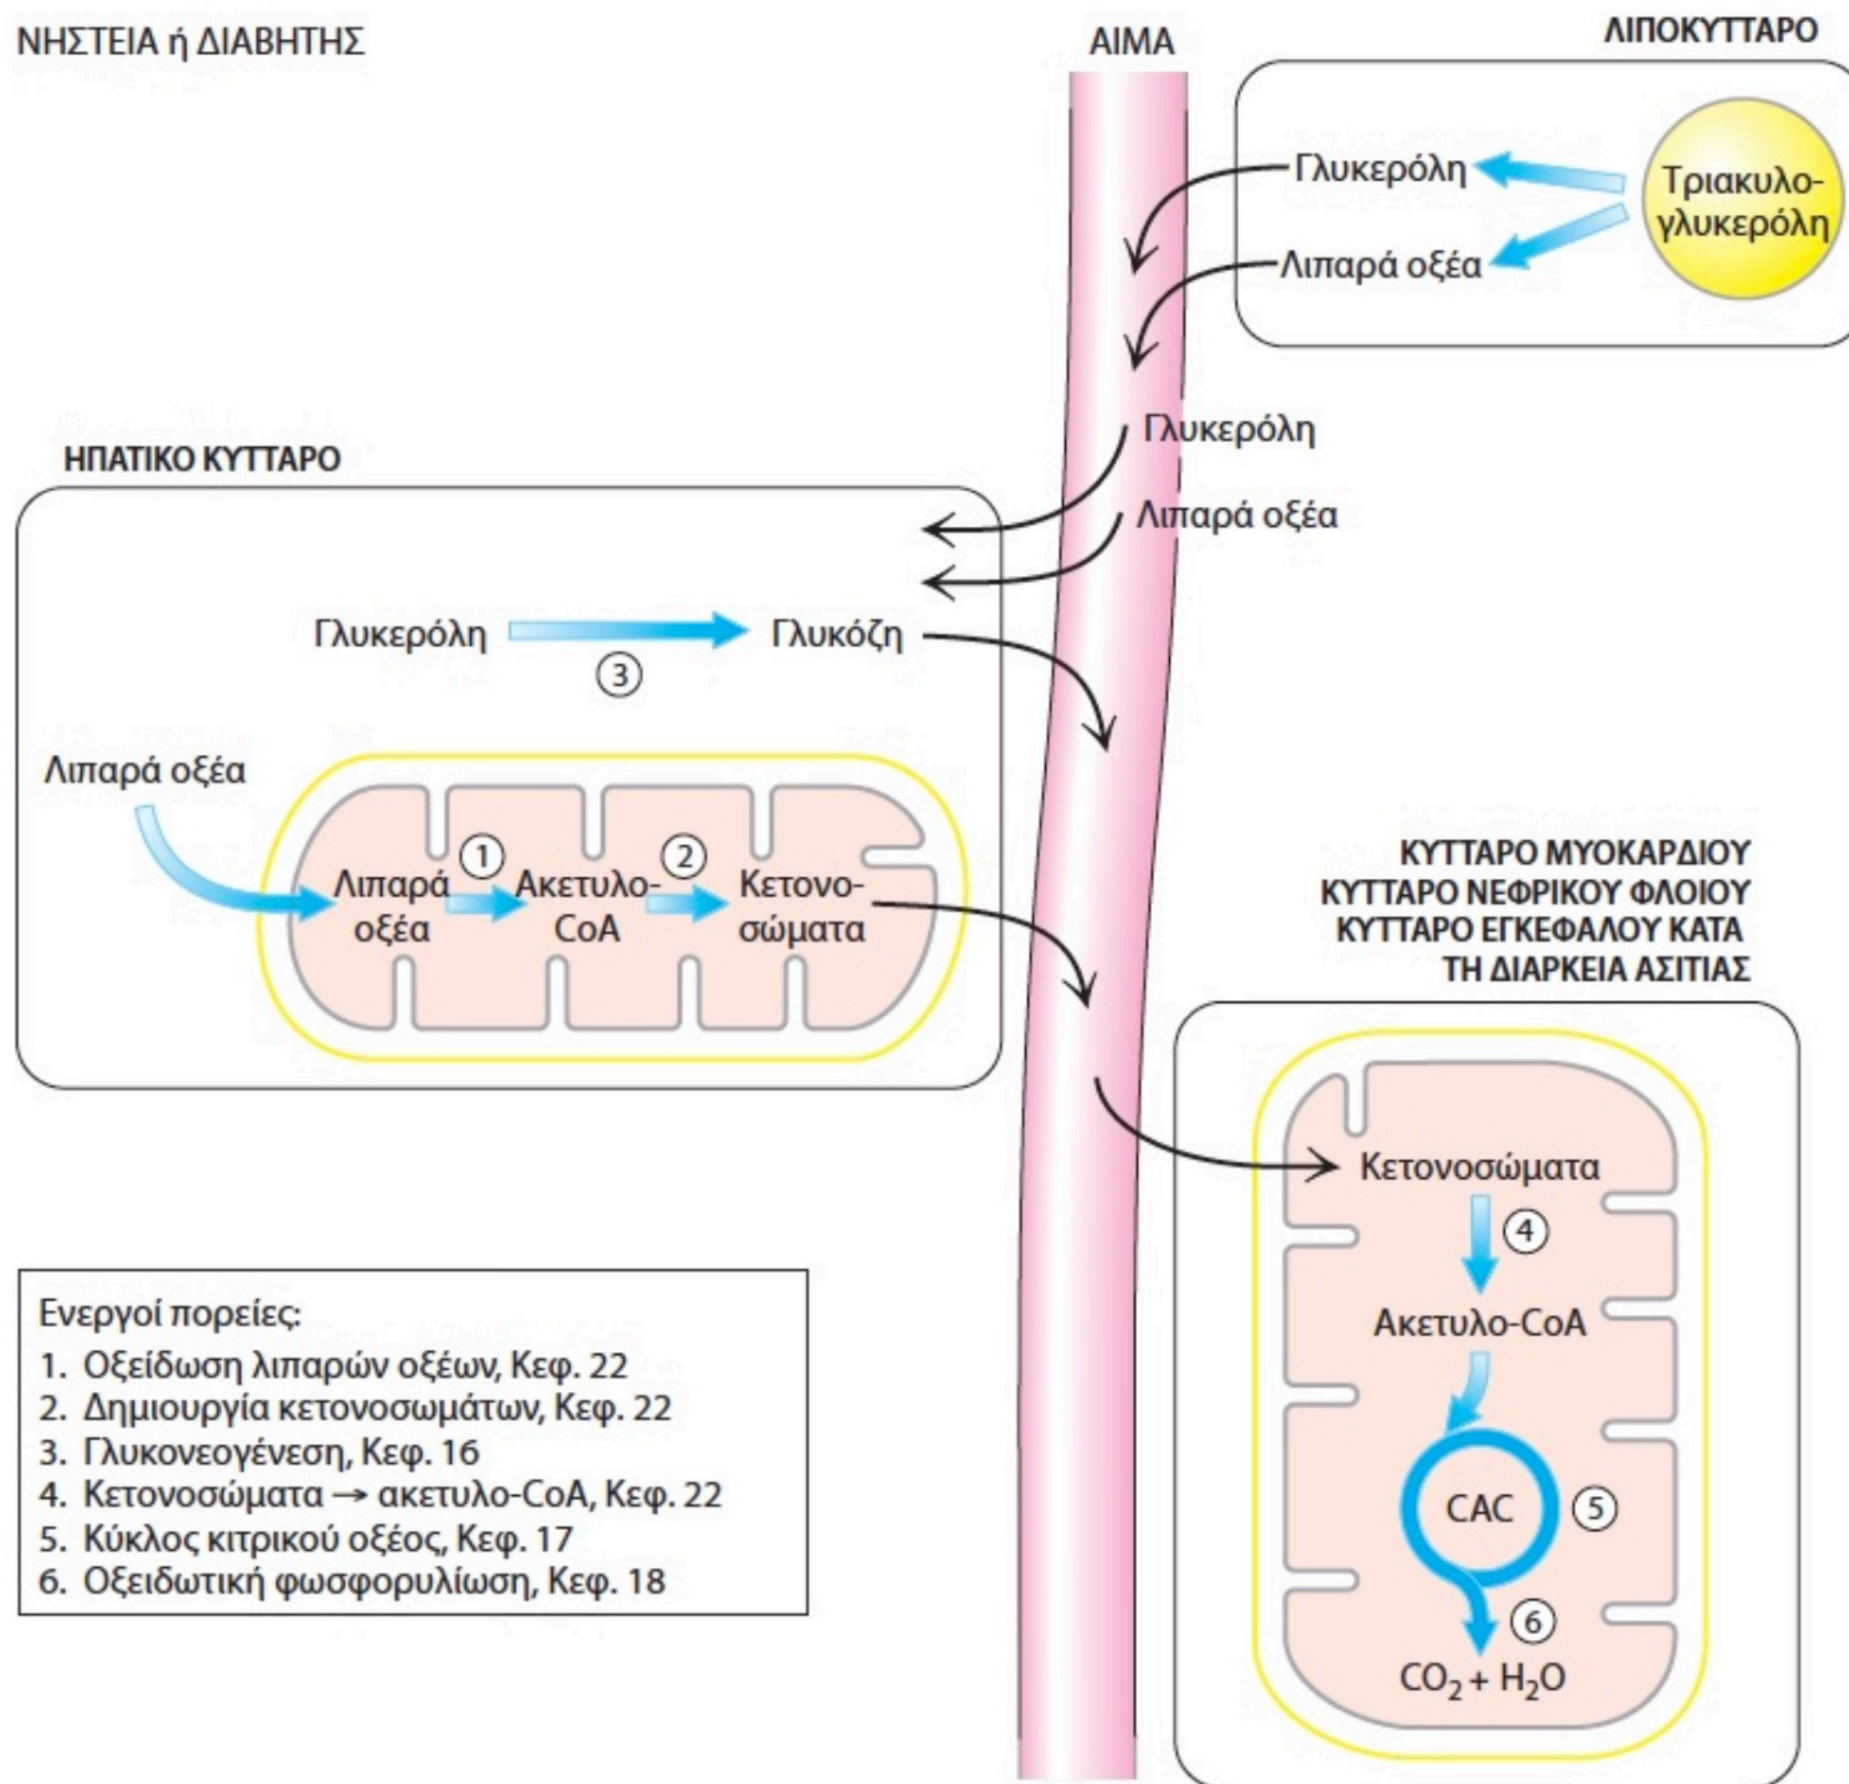 ΝΗΣΤΕΙΑ ή ΔΙΑΒΗΤΗΣ
ΑΙΜΑ
ΛΙΠΟΚΥΤΤΑΡΟ
Γλυκερόλη
Λιπαρά οξέα
Τριακυλο-
γλυκερόλη
Γλυκερόλη
Λιπαρά οξέα
ΗΠΑΤΙΚΟ ΚΥΤΤΑΡΟ
Γλυκερόλη
Γλυκόζη
3
Λιπαρά οξέα
1
2
Λιπαρά
οξέα
Ακετυλο-
CoA
Κετονο-
σώματα
ΚΥΤΤΑΡΟ ΜΥΟΚΑΡΔΙΟΥ
ΚΥΤΤΑΡΟ ΝΕΦΡΙΚΟΥ ΦΛΟΙΟΥ
ΚΥΤΤΑΡΟ ΕΓΚΕΦΑΛΟΥ ΚΑΤΑ
ΤΗ ΔΙΑΡΚΕΙΑ ΑΣΙΤΙΑΣ
Κετονοσώματα
4
Ακετυλο-CoA
CAC
5
6
CO₂ + H₂O
Ενεργοί πορείες:
1. Οξείδωση λιπαρών οξέων, Κεφ. 22
2. Δημιουργία κετονοσωμάτων, Κεφ. 22
3. Γλυκονεογένεση, Κεφ. 16
4. Κετονοσώματα → ακετυλο-CoA, Κεφ. 22
5. Κύκλος κιτρικού οξέος, Κεφ. 17
6. Οξειδωτική φωσφορυλίωση, Κεφ. 18